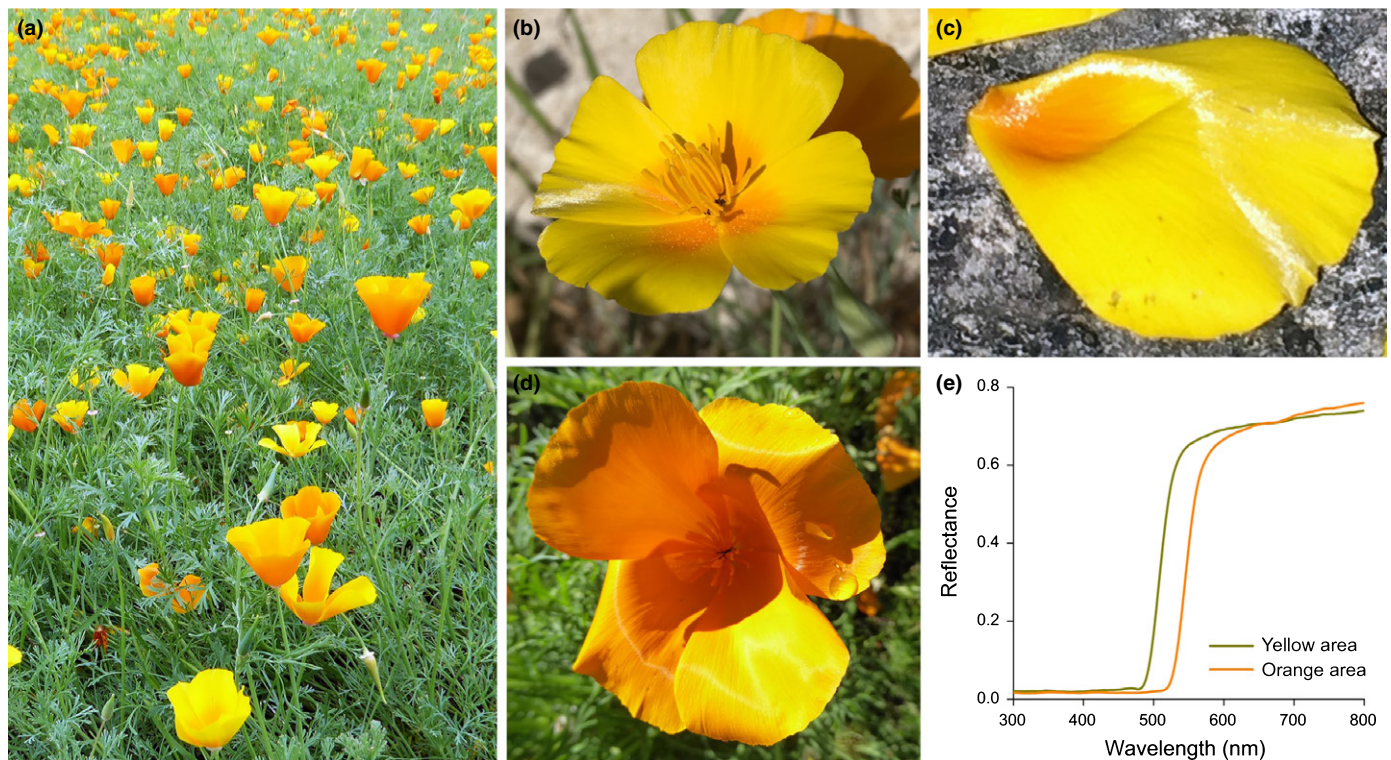 (a)
(b)
(c)
(d)
(e)
0.8
0.6
0.4
0.2
0.0
Reflectance
Yellow area
Orange area
300 400 500 600 700 800
Wavelength (nm)